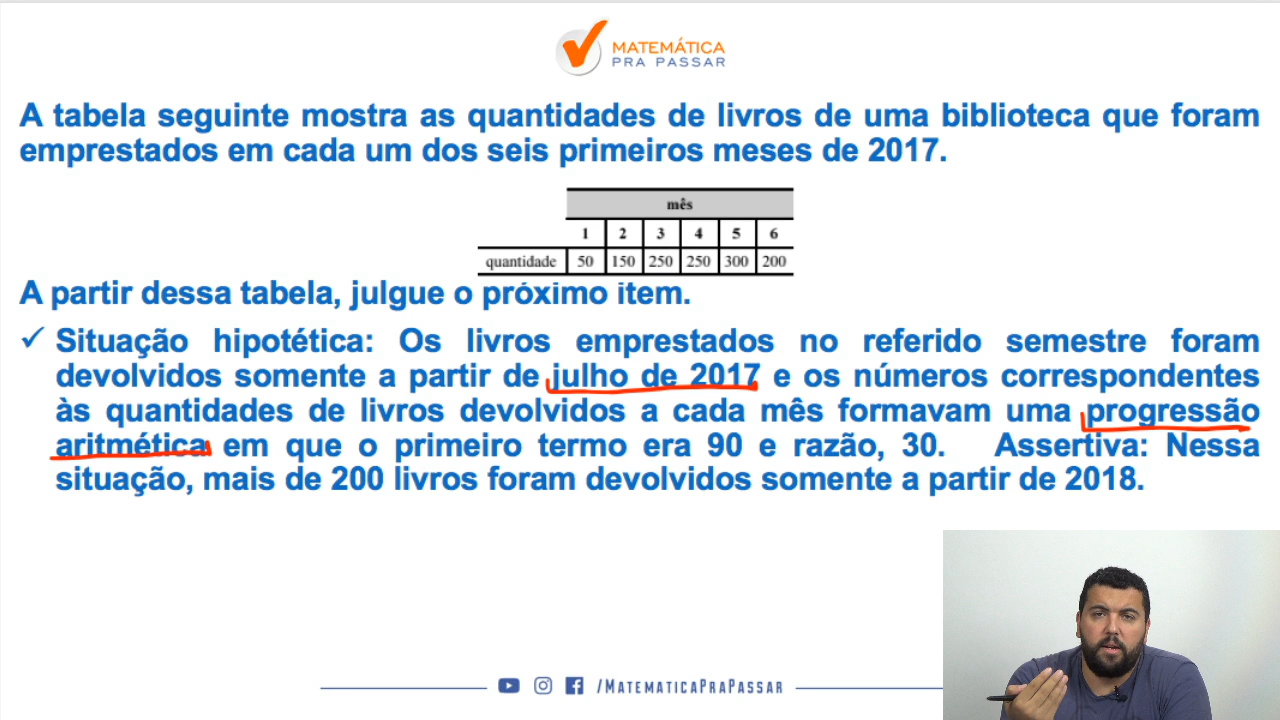 MATEMÁTICA
PRA PASSAR
A tabela seguinte mostra as quantidades de livros de uma biblioteca que foram
emprestados em cada um dos seis primeiros meses de 2017.
mês
1 2 3 4 5 6
quantidade 50 150 250 250 300 200
A partir dessa tabela, julgue o próximo item.
✓ Situação hipotética: Os livros emprestados no referido semestre foram
devolvidos somente a partir de julho de 2017 e os números correspondentes
às quantidades de livros devolvidos a cada mês formavam uma progressão
aritmética em que o primeiro termo era 90 e razão, 30. Assertiva: Nessa
situação, mais de 200 livros foram devolvidos somente a partir de 2018.
/MATEMATICAPRAPASSAR